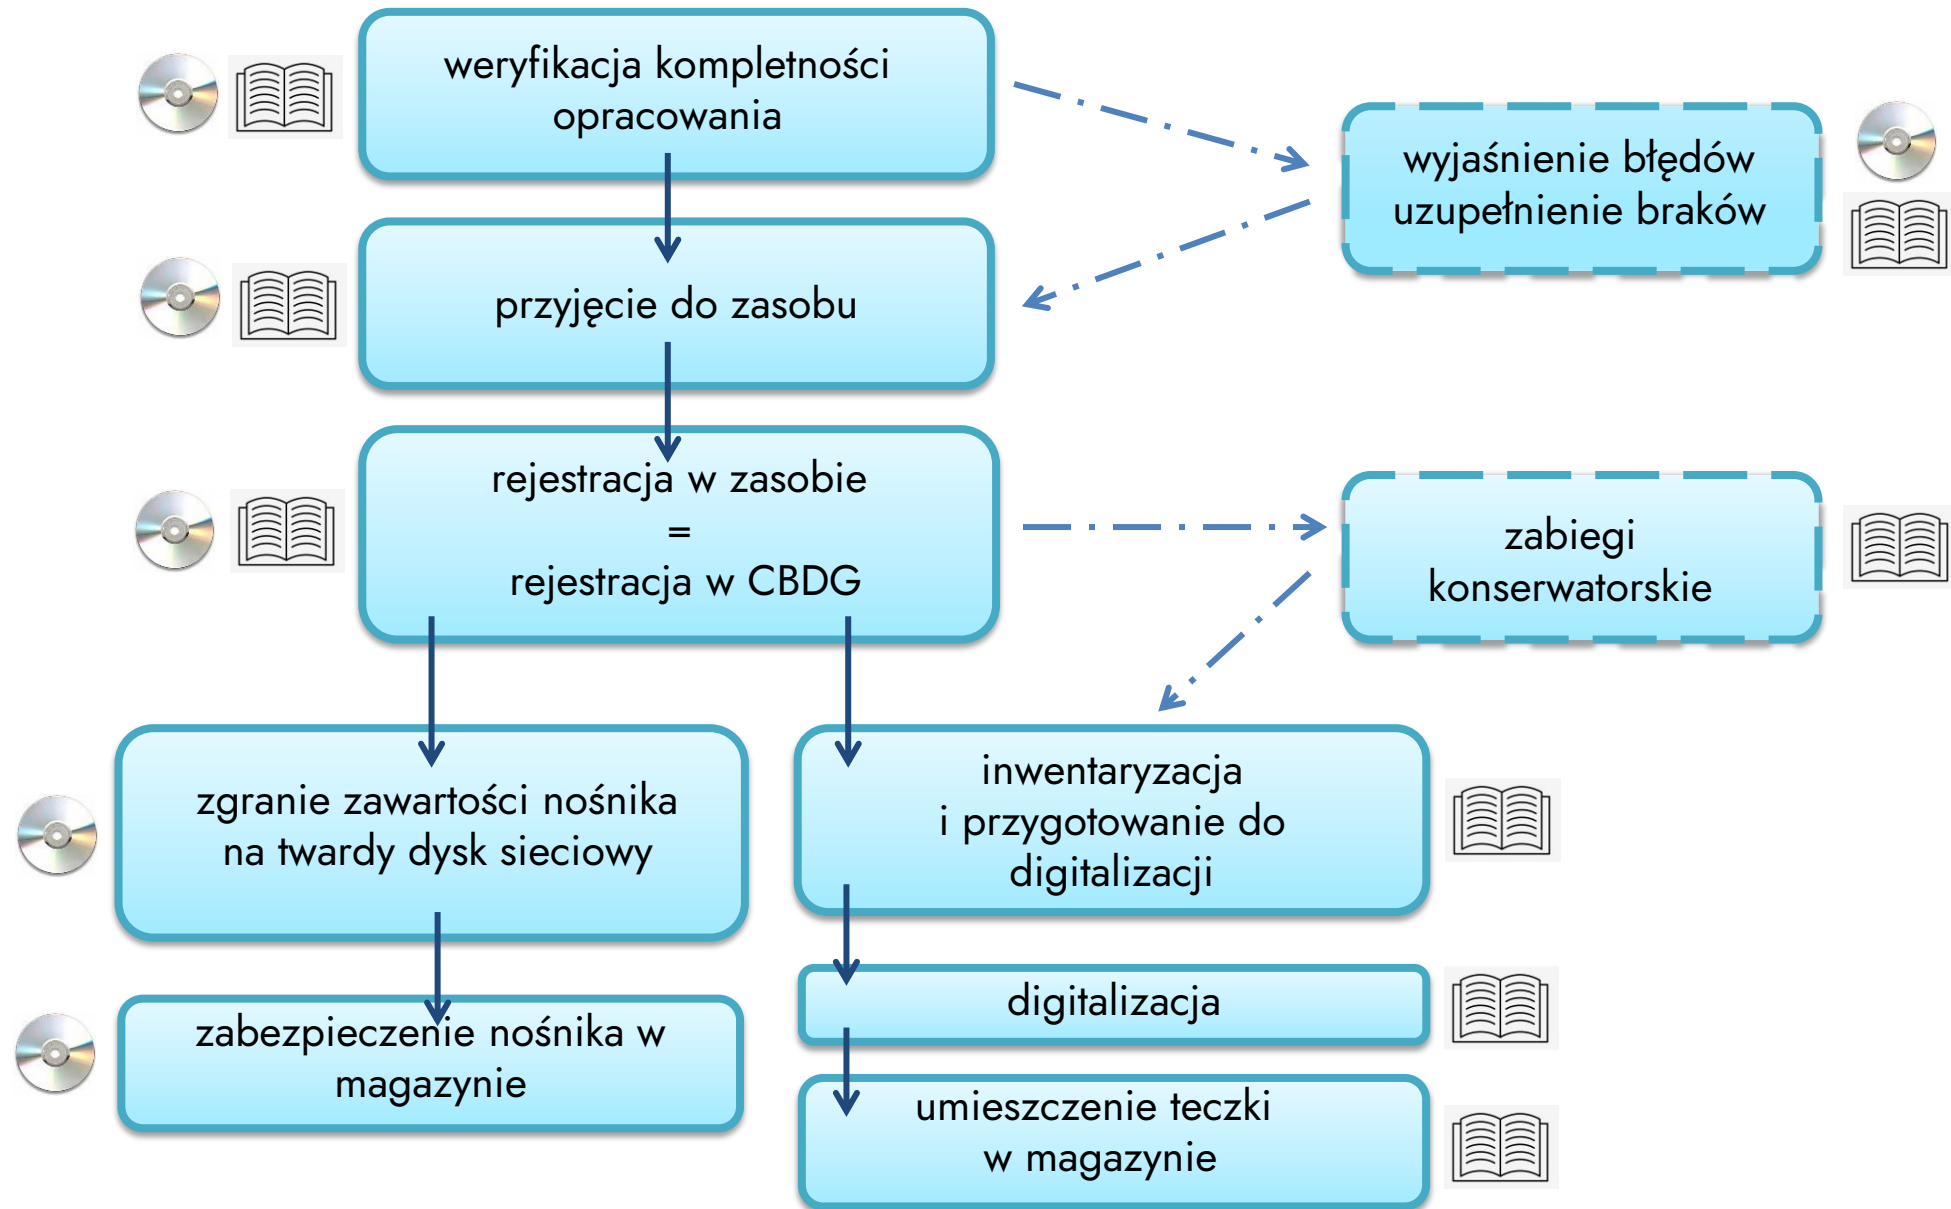 weryfikacja kompletności
opracowania
wyjaśnienie błędów
uzupełnienie braków
przyjęcie do zasobu
rejestracja w zasobie
=
rejestracja w CBDG
zabiegi
konserwatorskie
zgranie zawartości nośnika
na twardy dysk sieciowy
inwentaryzacja
i przygotowanie do
digitalizacji
digitalizacja
zabezpieczenie nośnika w
magazynie
umieszczenie teczki
w magazynie